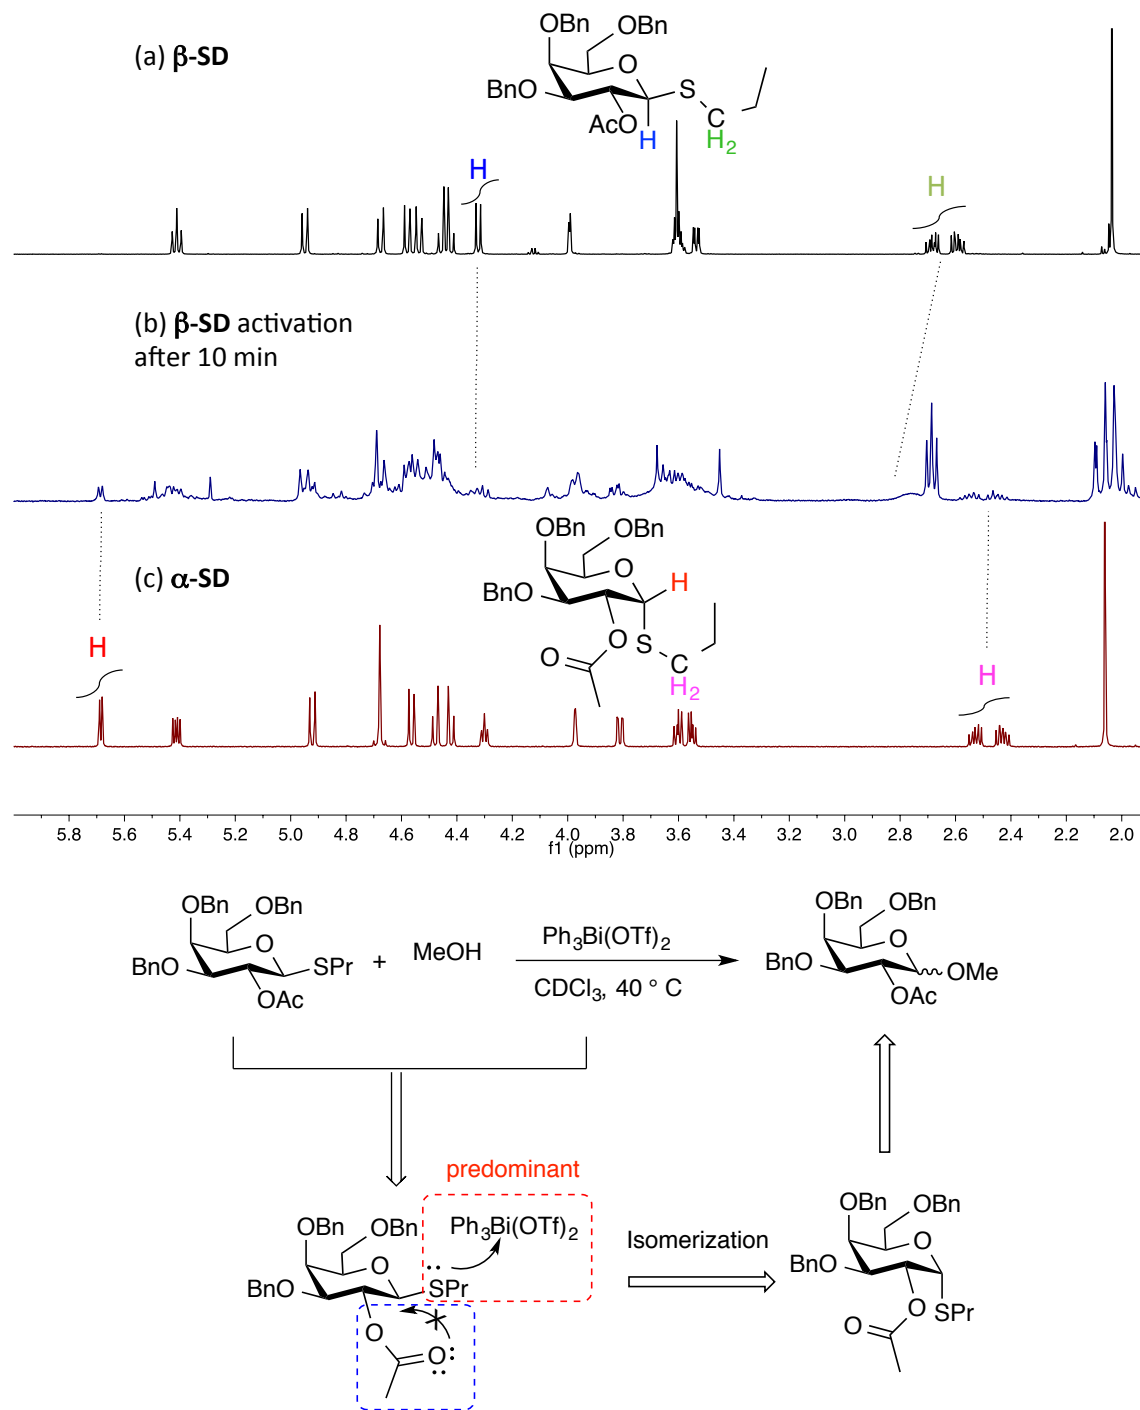 (a) β-SD
OBn
OBn
O
BnO
S
AcO
H
C
H2
H
H
(b) β-SD activation
after 10 min
OBn
OBn
(c) α-SD
O
H
BnO
O
S
O
C
H2
H
H
5.8 5.6 5.4 5.2 5.0 4.8 4.6 4.4 4.2 4.0 3.8 3.6 3.4 3.2 3.0 2.8 2.6 2.4 2.2 2.0
f1 (ppm)
OBn
OBn
O
BnO
SPr
OAc
+
MeOH
Ph3Bi(OTf)2
CDCl3, 40 ° C
OBn
OBn
O
BnO
OMe
OAc
predominant
Ph3Bi(OTf)2
OBn
OBn
O
BnO
SPr
O
O
Isomerization
OBn
OBn
O
BnO
O
SPr
O